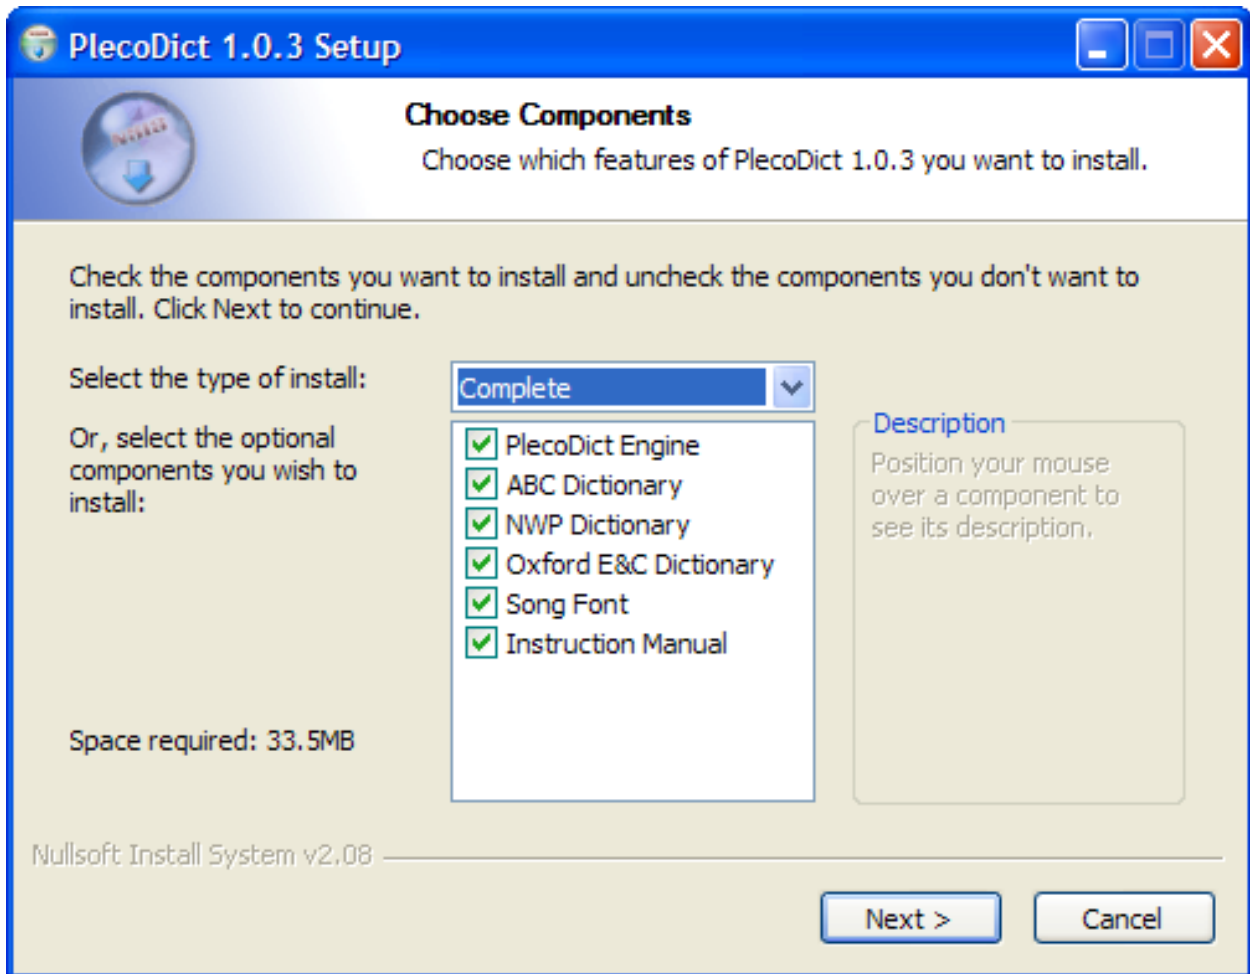 PlecoDict 1.0.3 Setup
Choose Components
Choose which features of PlecoDict 1.0.3 you want to install.
Check the components you want to install and uncheck the components you don't want to
install. Click Next to continue.
Select the type of install:
Complete
Or, select the optional
components you wish to
install:
PlecoDict Engine
ABC Dictionary
NWP Dictionary
Oxford E&C Dictionary
Song Font
Instruction Manual
Description
Position your mouse
over a component to
see its description.
Space required: 33.5MB
Nullsoft Install System v2.08
Next >
Cancel